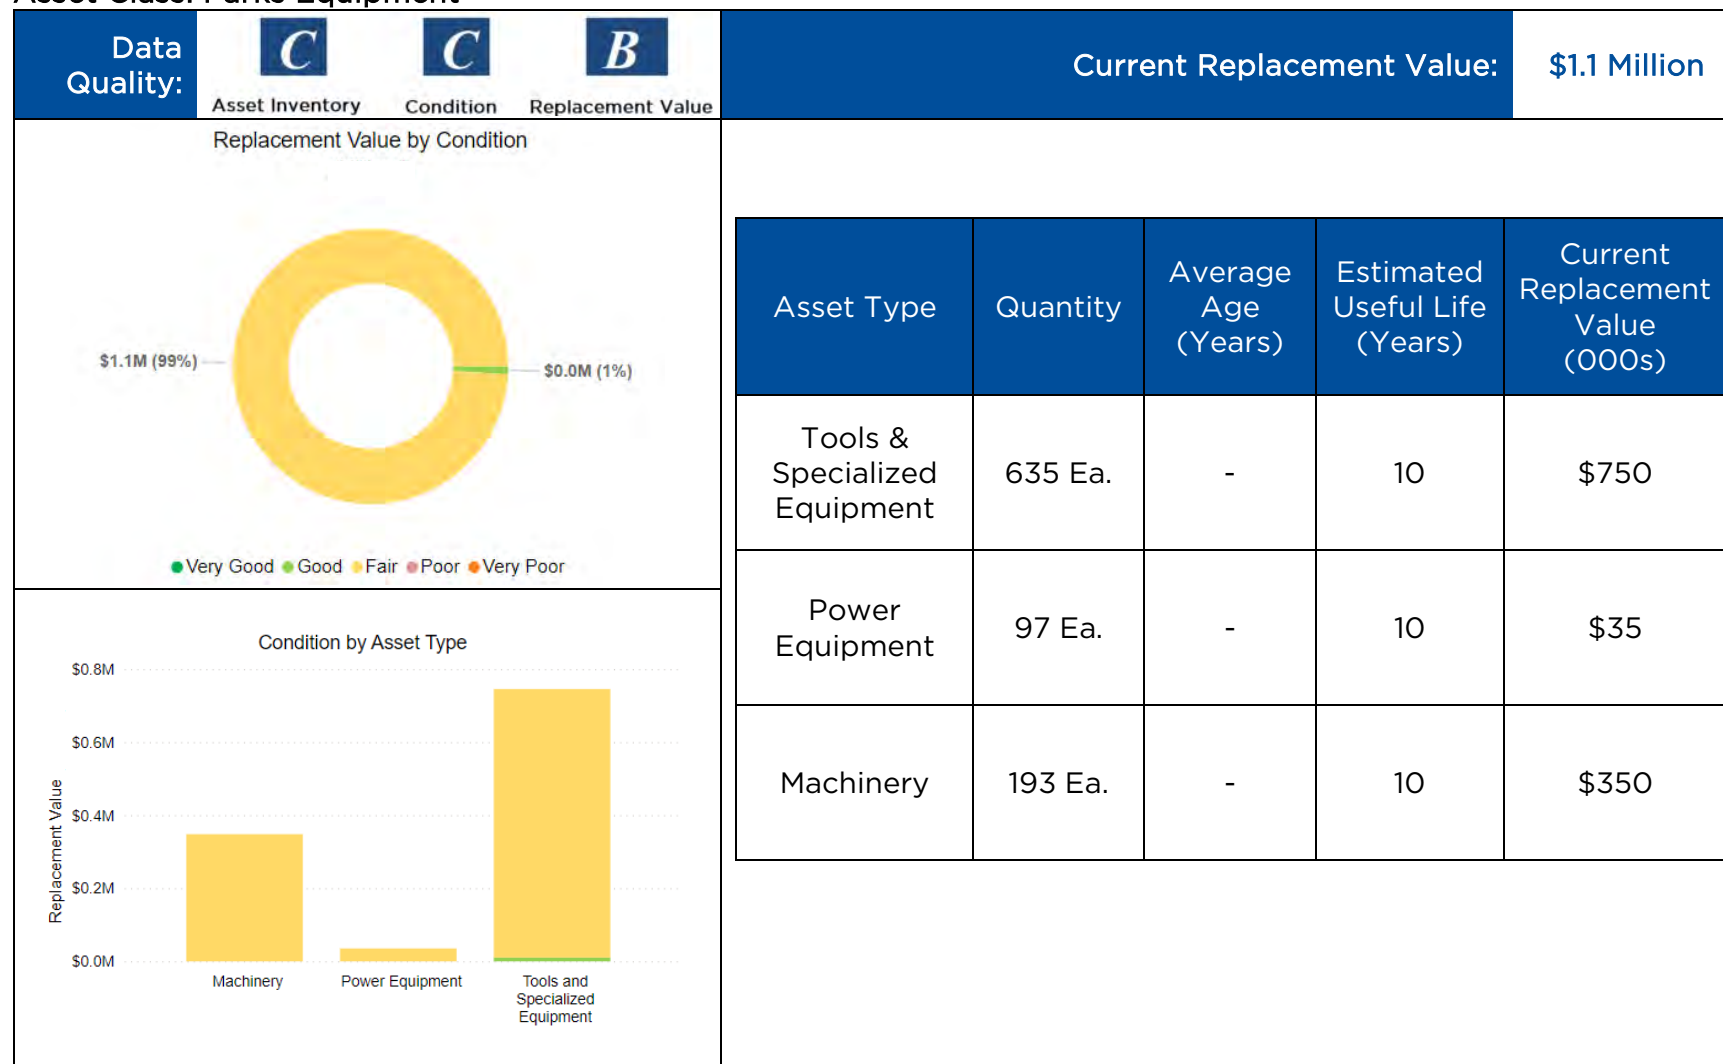 Asset Class: Parks Equipment
Data
Quality:
C
C
B
Asset Inventory
Condition
Replacement Value
Current Replacement Value:
$1.1 Million
Replacement Value by Condition
$1.1M (99%)
$0.0M (1%)
Very Good
Good
Fair
Poor
Very Poor
Condition by Asset Type
$0.8M
$0.6M
$0.4M
$0.2M
$0.0M
Replacement Value
Machinery
Power Equipment
Tools and
Specialized
Equipment
Asset Type
Quantity
Average
Age
(Years)
Estimated
Useful Life
(Years)
Current
Replacement
Value
(000s)
Tools &
Specialized
Equipment
635 Ea.
-
10
$750
Power
Equipment
97 Ea.
-
10
$35
Machinery
193 Ea.
-
10
$350